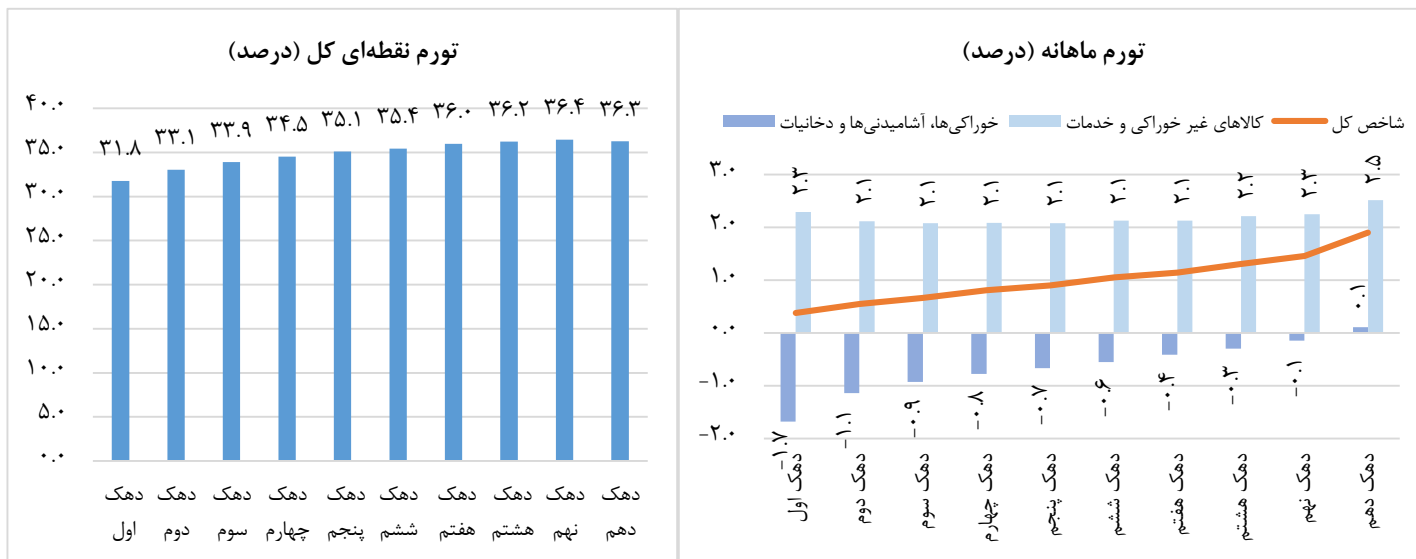 تورم ماهانه (درصد)
خوراکی‌ها، آشامیدنی‌ها و دخانیات
کالاهای غیر خوراکی و خدمات
شاخص کل
۳.۰
۲.۰
۱.۰
۰.۰
−۱.۰
−۲.۰
۲.۳
۲.۱
۲.۱
۲.۱
۲.۱
۲.۱
۲.۱
۲.۲
۲.۳
۲.۵
−۱.۷
−۱.۱
−۰.۹
−۰.۸
−۰.۷
−۰.۶
−۰.۴
−۰.۳
−۰.۱
۰.۱
دهک اول
دهک دوم
دهک سوم
دهک چهارم
دهک پنجم
دهک ششم
دهک هفتم
دهک هشتم
دهک نهم
دهک دهم
تورم نقطه‌ای کل (درصد)
۴۰.۰
۳۵.۰
۳۰.۰
۲۵.۰
۲۰.۰
۱۵.۰
۱۰.۰
۵.۰
۰.۰
۳۱.۸
۳۳.۱
۳۳.۹
۳۴.۵
۳۵.۱
۳۵.۴
۳۶.۰
۳۶.۲
۳۶.۴
۳۶.۳
دهک
اول
دهک
دوم
دهک
سوم
دهک
چهارم
دهک
پنجم
دهک
ششم
دهک
هفتم
دهک
هشتم
دهک
نهم
دهک
دهم